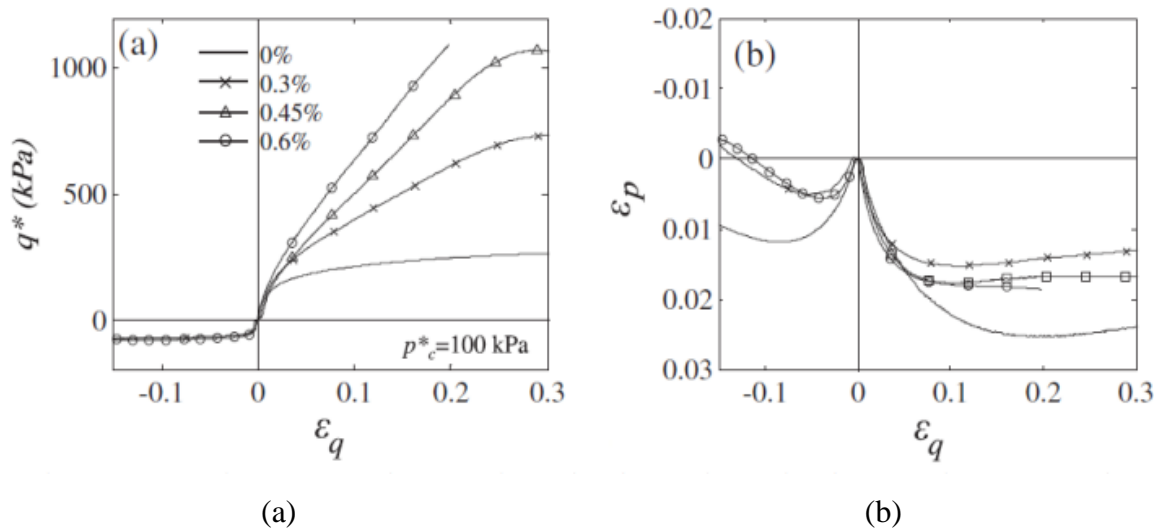 (a)
0%
0.3%
0.45%
0.6%
1000
500
0
q* (kPa)
p*c=100 kPa
-0.1 0 0.1 0.2 0.3
εq
(b)
-0.02
-0.01
0
0.01
0.02
0.03
εp
-0.1 0 0.1 0.2 0.3
εq
(a) (b)